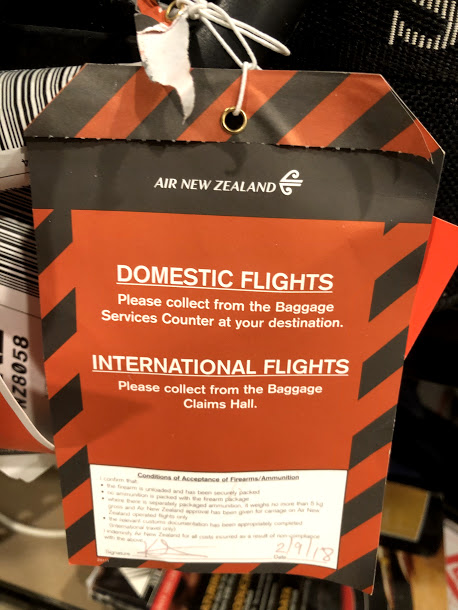 AIR NEW ZEALAND
AIR NEW ZEALAND
DOMESTIC FLIGHTS
Please collect from the Baggage
Services Counter at your destination.
INTERNATIONAL FLIGHTS
Please collect from the Baggage
Claims Hall.
Conditions of Acceptance of Firearms/Ammunition
I confirm that:
• the firearm is unloaded and has been securely packed
• no ammunition is packed with the firearm package
• where there is separately packaged ammunition, it weighs no more than 5 kg
gross and Air New Zealand approval has been given for carriage on Air New
Zealand operated flights only
• the relevant customs documentation has been appropriately completed
(International travel only)
I indemnify Air New Zealand for all costs incurred as a result of non-compliance
with the above.
Signature
Date 2/9/18
NZ8058